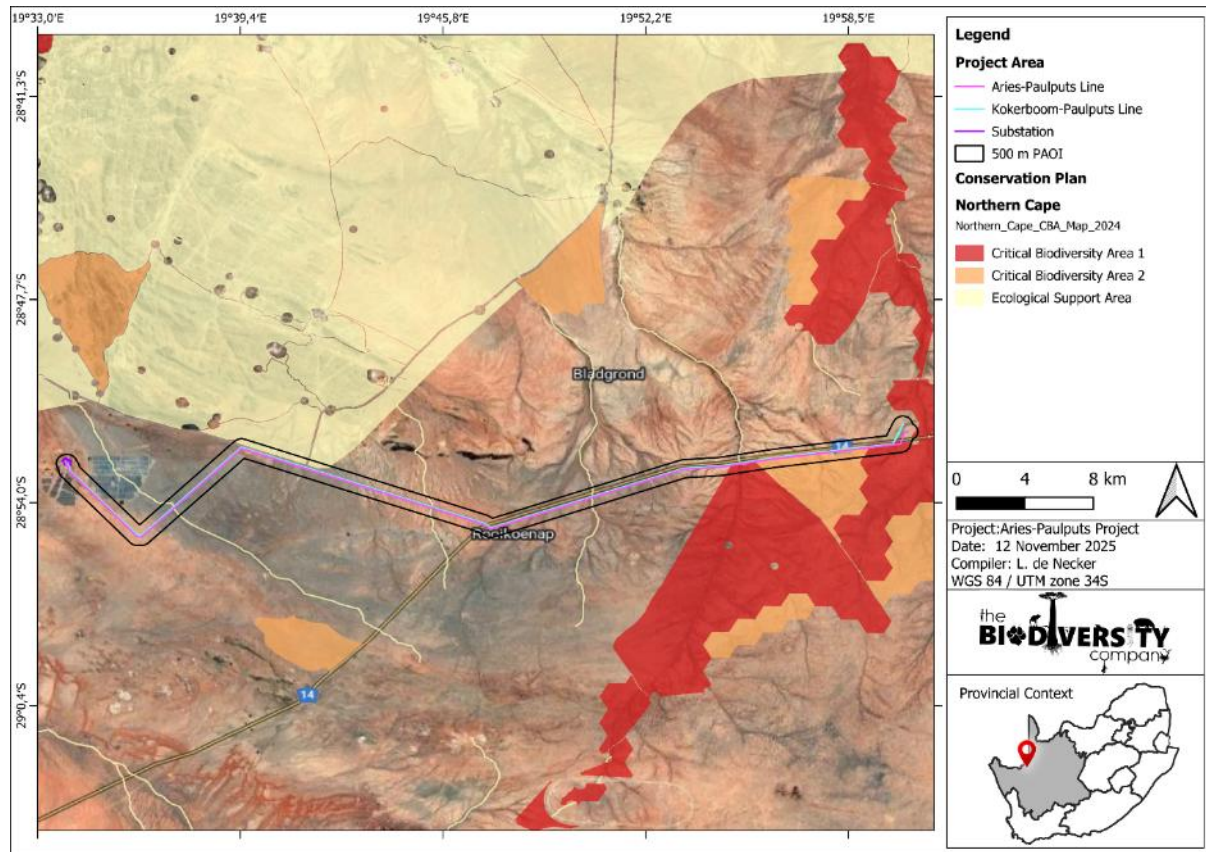 19°33,0'E 19°39,4'E 19°45,8'E 19°52,2'E 19°58,5'E
28°41,3'S
28°47,7'S
28°54,0'S
29°0,4'S
Bladgrond
14
Rooikoenap
14
Legend
Project Area
Aries-Paulputs Line
Kokerboom-Paulputs Line
Substation
500 m PAOI
Conservation Plan
Northern Cape
Northern_Cape_CBA_Map_2024
Critical Biodiversity Area 1
Critical Biodiversity Area 2
Ecological Support Area
0 4 8 km
Project:Aries-Paulputs Project
Date: 12 November 2025
Compiler: L. de Necker
WGS 84 / UTM zone 34S
the
BIODIVERSITY
company
Provincial Context